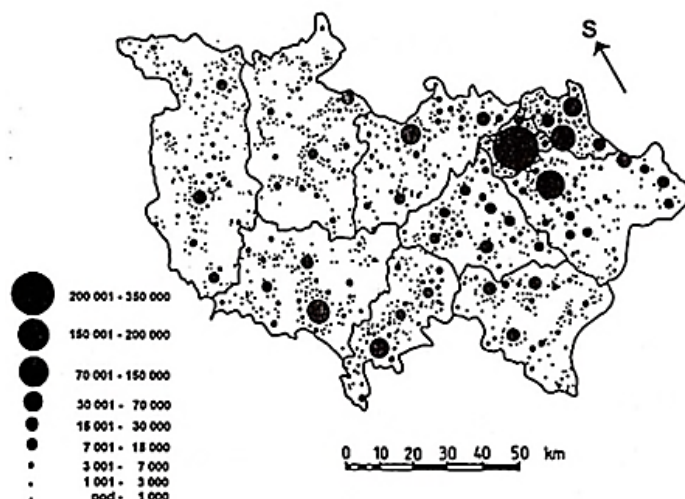 S
200 001 - 350 000
150 001 - 200 000
70 001 - 150 000
30 001 - 70 000
15 001 - 30 000
7 001 - 15 000
3 001 - 7 000
1 001 - 3 000
pod - 1 000
0 10 20 30 40 50 km